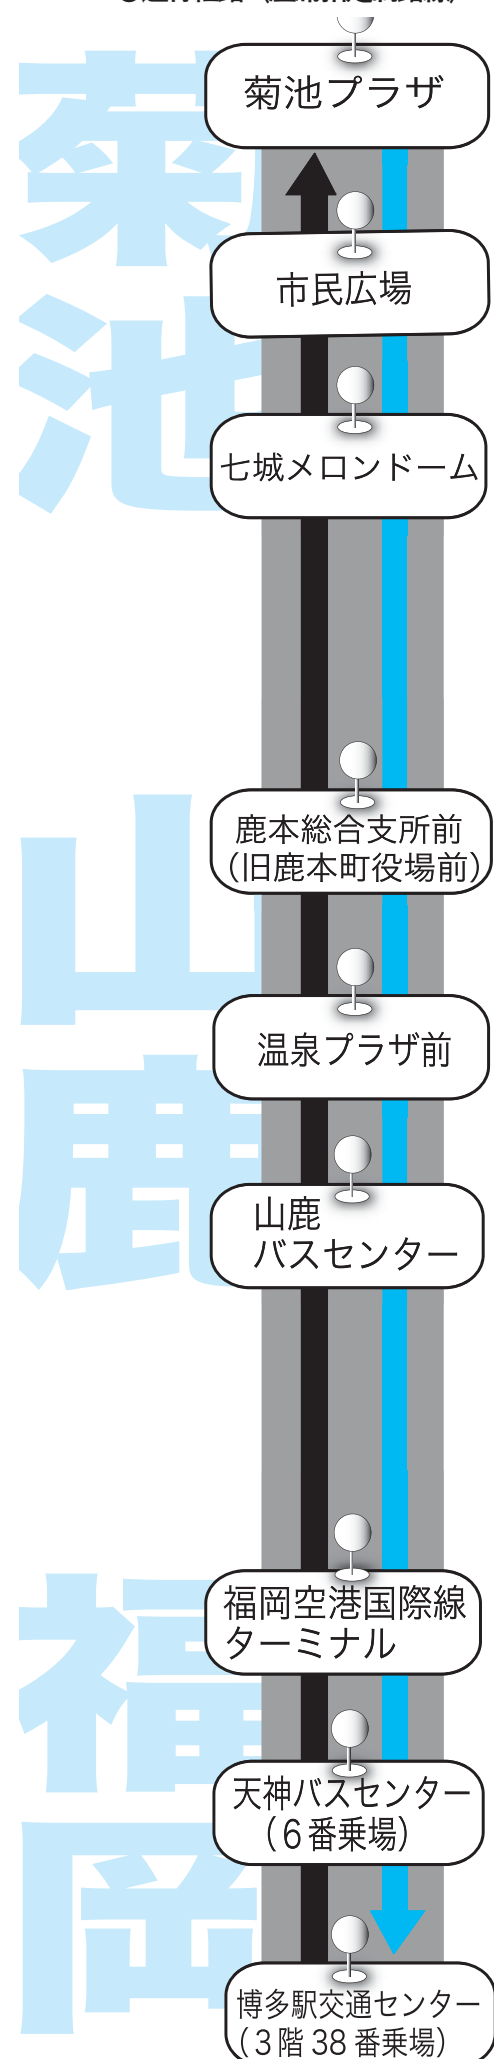 菊池
菊池プラザ
市民広場
七城メロンドーム
山鹿
鹿本総合支所前
（旧鹿本町役場前）
温泉プラザ前
山鹿
バスセンター
福岡
福岡空港国際線
ターミナル
天神バスセンター
（6番乗場）
博多駅交通センター
（3階 38 番乗場）